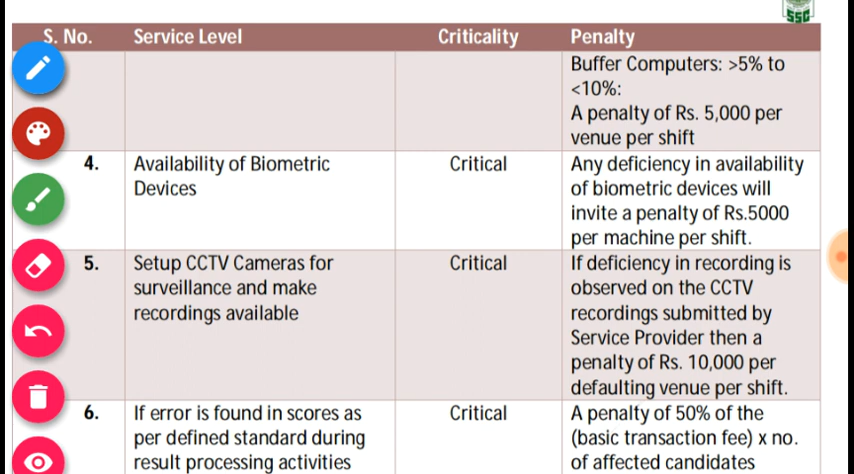 SSC
S. No. Service Level Criticality Penalty
Buffer Computers: >5% to
<10%:
A penalty of Rs. 5,000 per
venue per shift
4. Availability of Biometric Devices Critical Any deficiency in availability
of biometric devices will
invite a penalty of Rs.5000
per machine per shift.
5. Setup CCTV Cameras for
surveillance and make
recordings available
Critical
If deficiency in recording is
observed on the CCTV
recordings submitted by
Service Provider then a
penalty of Rs. 10,000 per
defaulting venue per shift.
6. If error is found in scores as
per defined standard during
result processing activities
Critical
A penalty of 50% of the
(basic transaction fee) x no.
of affected candidates